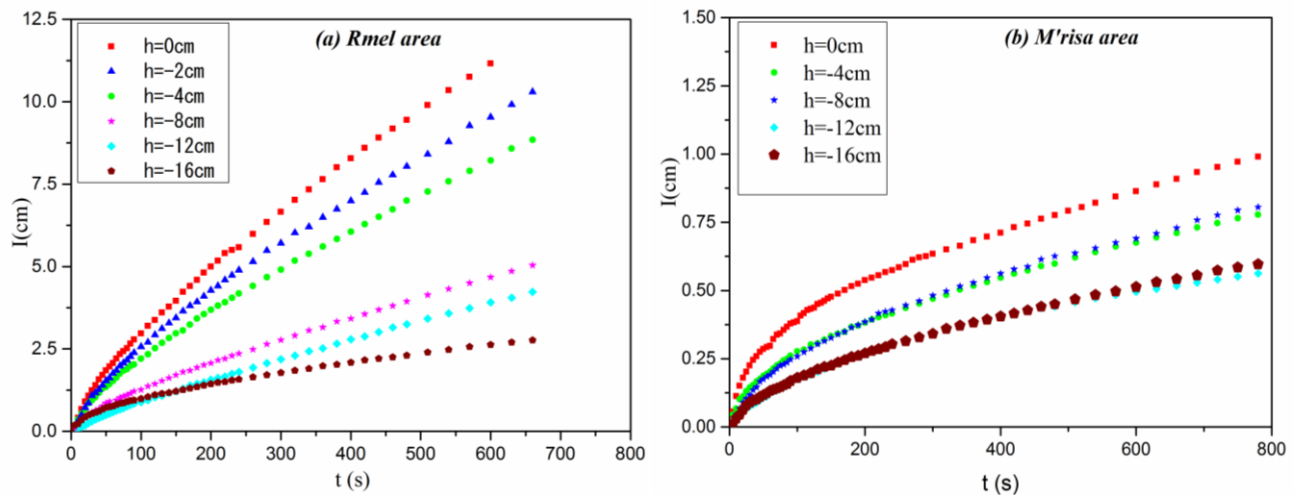 (a) Rmel area
h=0cm
h=-2cm
h=-4cm
h=-8cm
h=-12cm
h=-16cm
I(cm)
12.5
10.0
7.5
5.0
2.5
0.0
0 100 200 300 400 500 600 700 800
t (s)
(b) M'risa area
h=0cm
h=-4cm
h=-8cm
h=-12cm
h=-16cm
I(cm)
1.50
1.25
1.00
0.75
0.50
0.25
0.00
0 200 400 600 800
t (s)